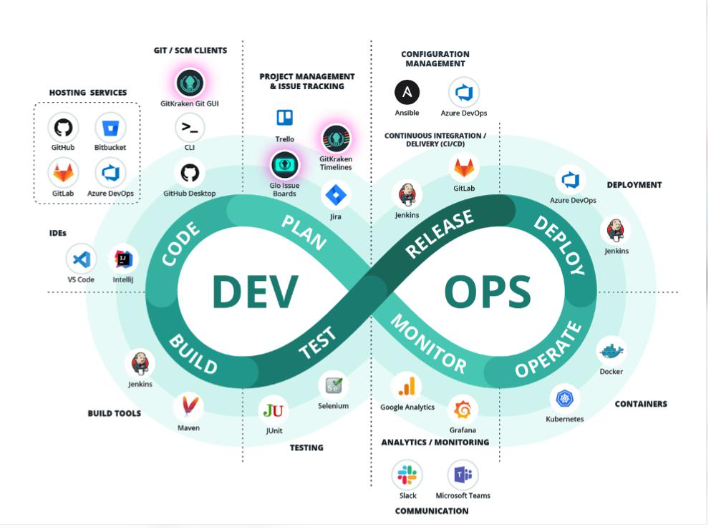 GIT / SCM CLIENTS
GitKraken Git GUI
>_
CLI
GitHub Desktop
HOSTING SERVICES
GitHub
Bitbucket
GitLab
Azure DevOps
IDEs
VS Code
IntelliJ
PROJECT MANAGEMENT
& ISSUE TRACKING
Trello
GitKraken
Timelines
Glo Issue
Boards
Jira
CONFIGURATION
MANAGEMENT
A
Ansible
Azure DevOps
CONTINUOUS INTEGRATION /
DELIVERY (CI/CD)
GitLab
Jenkins
DEPLOYMENT
Azure DevOps
Jenkins
CODE
PLAN
RELEASE
DEPLOY
DEV
OPS
BUILD
TEST
MONITOR
OPERATE
Jenkins
Maven
BUILD TOOLS
JU
JUnit
Selenium
TESTING
Google Analytics
Grafana
ANALYTICS / MONITORING
Slack
T
Microsoft Teams
COMMUNICATION
Docker
Kubernetes
CONTAINERS